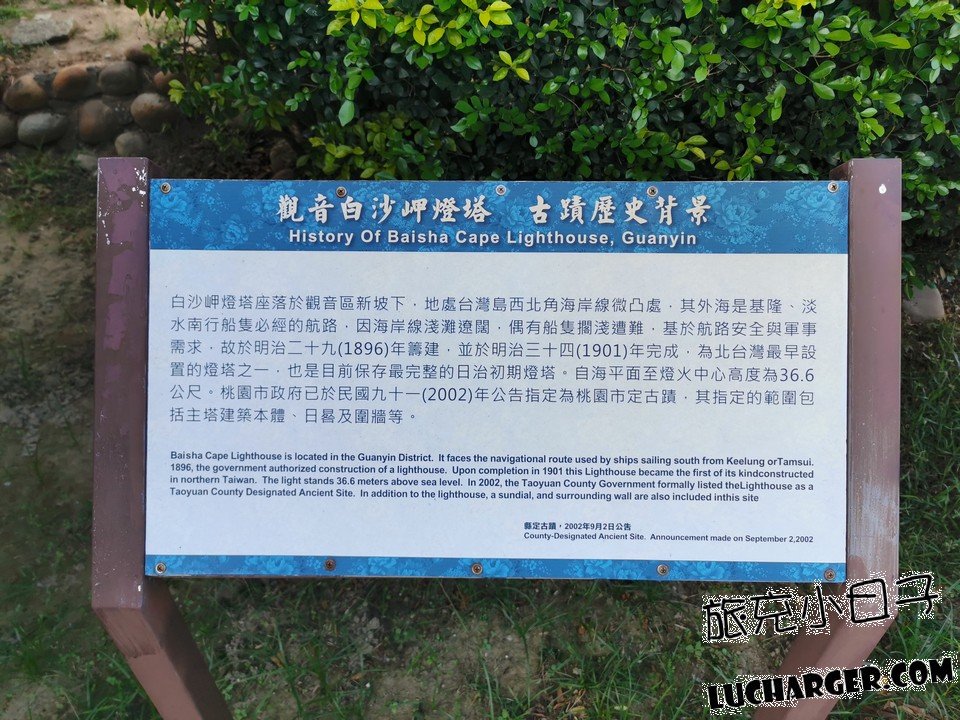 觀音白沙岬燈塔 古蹟歷史背景
History Of Baisha Cape Lighthouse, Guanyin
白沙岬燈塔座落於觀音區新坡下，地處台灣島西北角海岸線微凸處，其外海是基隆、淡
水南行船隻必經的航路，因海岸線淺灘遼闊，偶有船隻擱淺遭難，基於航路安全與軍事
需求，故於明治二十九(1896)年籌建，並於明治三十四(1901)年完成，為北台灣最早設
置的燈塔之一，也是目前保存最完整的日治初期燈塔。自海平面至燈火中心高度為36.6
公尺。桃園市政府已於民國九十一(2002)年公告指定為桃園市定古蹟，其指定的範圍包
括主塔建築本體、日晷及圍牆等。
Baisha Cape Lighthouse is located in the Guanyin District. It faces the navigational route used by ships sailing south from Keelung orTamsui.
1896, the government authorized construction of a lighthouse. Upon completion in 1901 this Lighthouse became the first of its kindconstructed
in northern Taiwan. The light stands 36.6 meters above sea level. In 2002, the Taoyuan County Government formally listed theLighthouse as a
Taoyuan County Designated Ancient Site. In addition to the lighthouse, a sundial, and surrounding wall are also included inthis site
縣定古蹟，2002年9月2日公告
County-Designated Ancient Site. Announcement made on September 2,2002
旅充小日子
LUCHARGER.COM